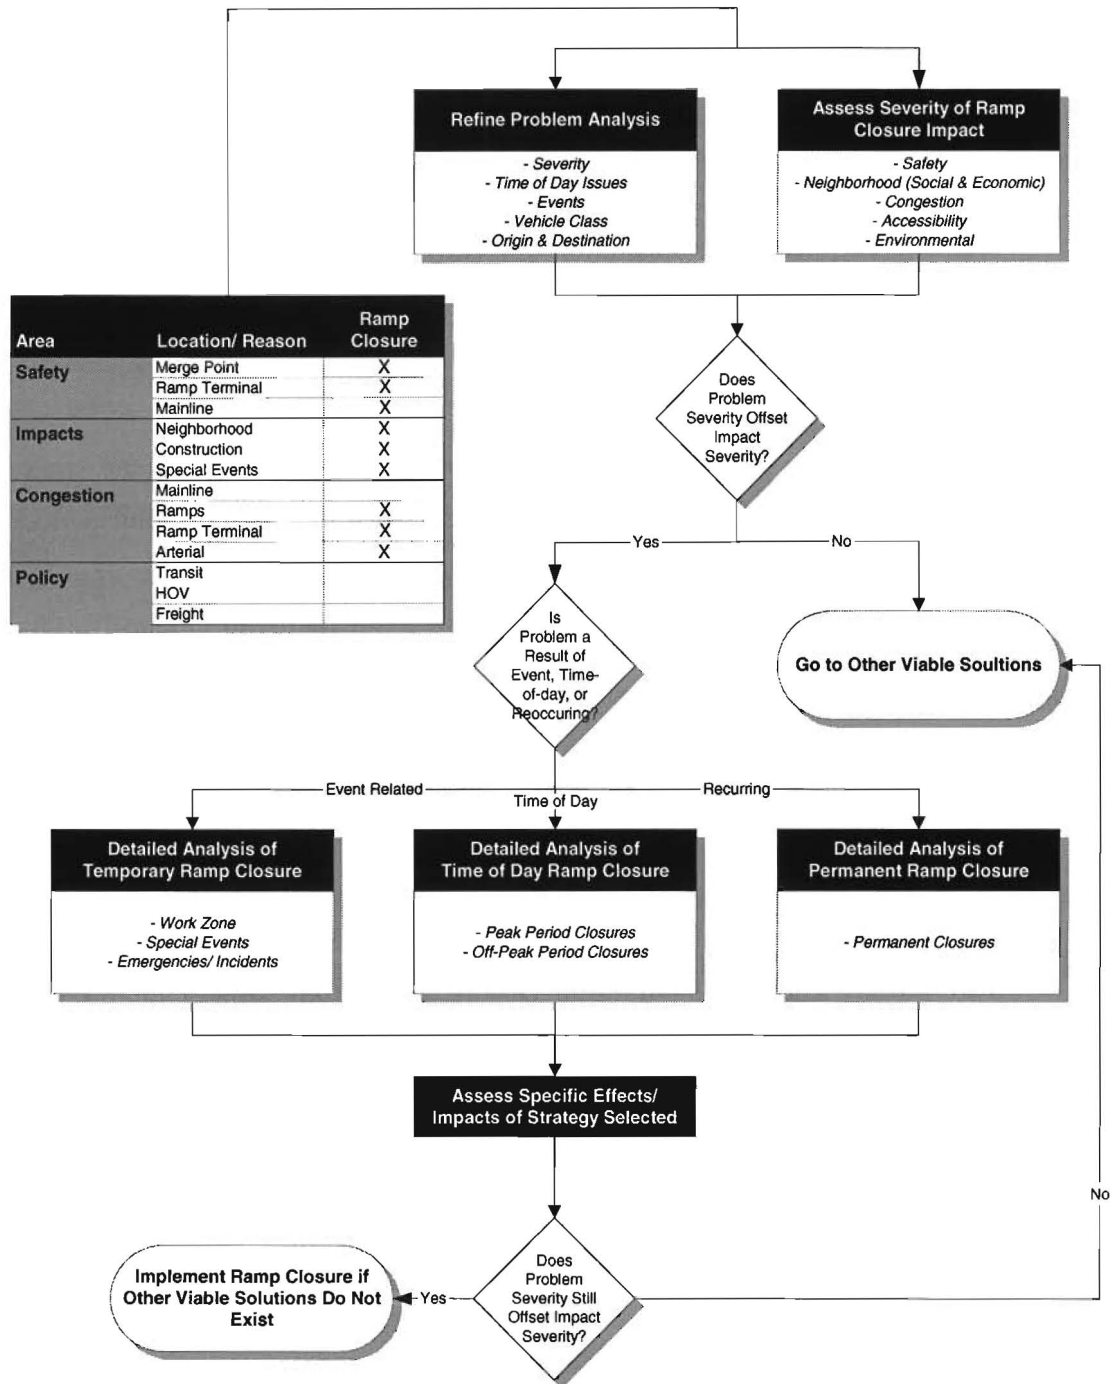 Refine Problem Analysis
- Severity
- Time of Day Issues
- Events
- Vehicle Class
- Origin & Destination
Assess Severity of Ramp
Closure Impact
- Safety
- Neighborhood (Social & Economic)
- Congestion
- Accessibility
- Environmental
Area Location/ Reason Ramp Closure
Safety Merge Point X
Ramp Terminal X
Mainline X
Impacts Neighborhood X
Construction X
Special Events X
Congestion Mainline
Ramps X
Ramp Terminal X
Arterial X
Policy Transit
HOV
Freight
Does
Problem
Severity Offset
Impact
Severity?
Yes
No
Is
Problem a
Result of
Event, Time-
of-day, or
Reoccuring?
Go to Other Viable Soultions
Event Related
Time of Day
Recurring
Detailed Analysis of
Temporary Ramp Closure
- Work Zone
- Special Events
- Emergencies/ Incidents
Detailed Analysis of
Time of Day Ramp Closure
- Peak Period Closures
- Off-Peak Period Closures
Detailed Analysis of
Permanent Ramp Closure
- Permanent Closures
Assess Specific Effects/
Impacts of Strategy Selected
No
Does
Problem
Severity Still
Offset Impact
Severity?
Yes
Implement Ramp Closure if
Other Viable Solutions Do Not
Exist